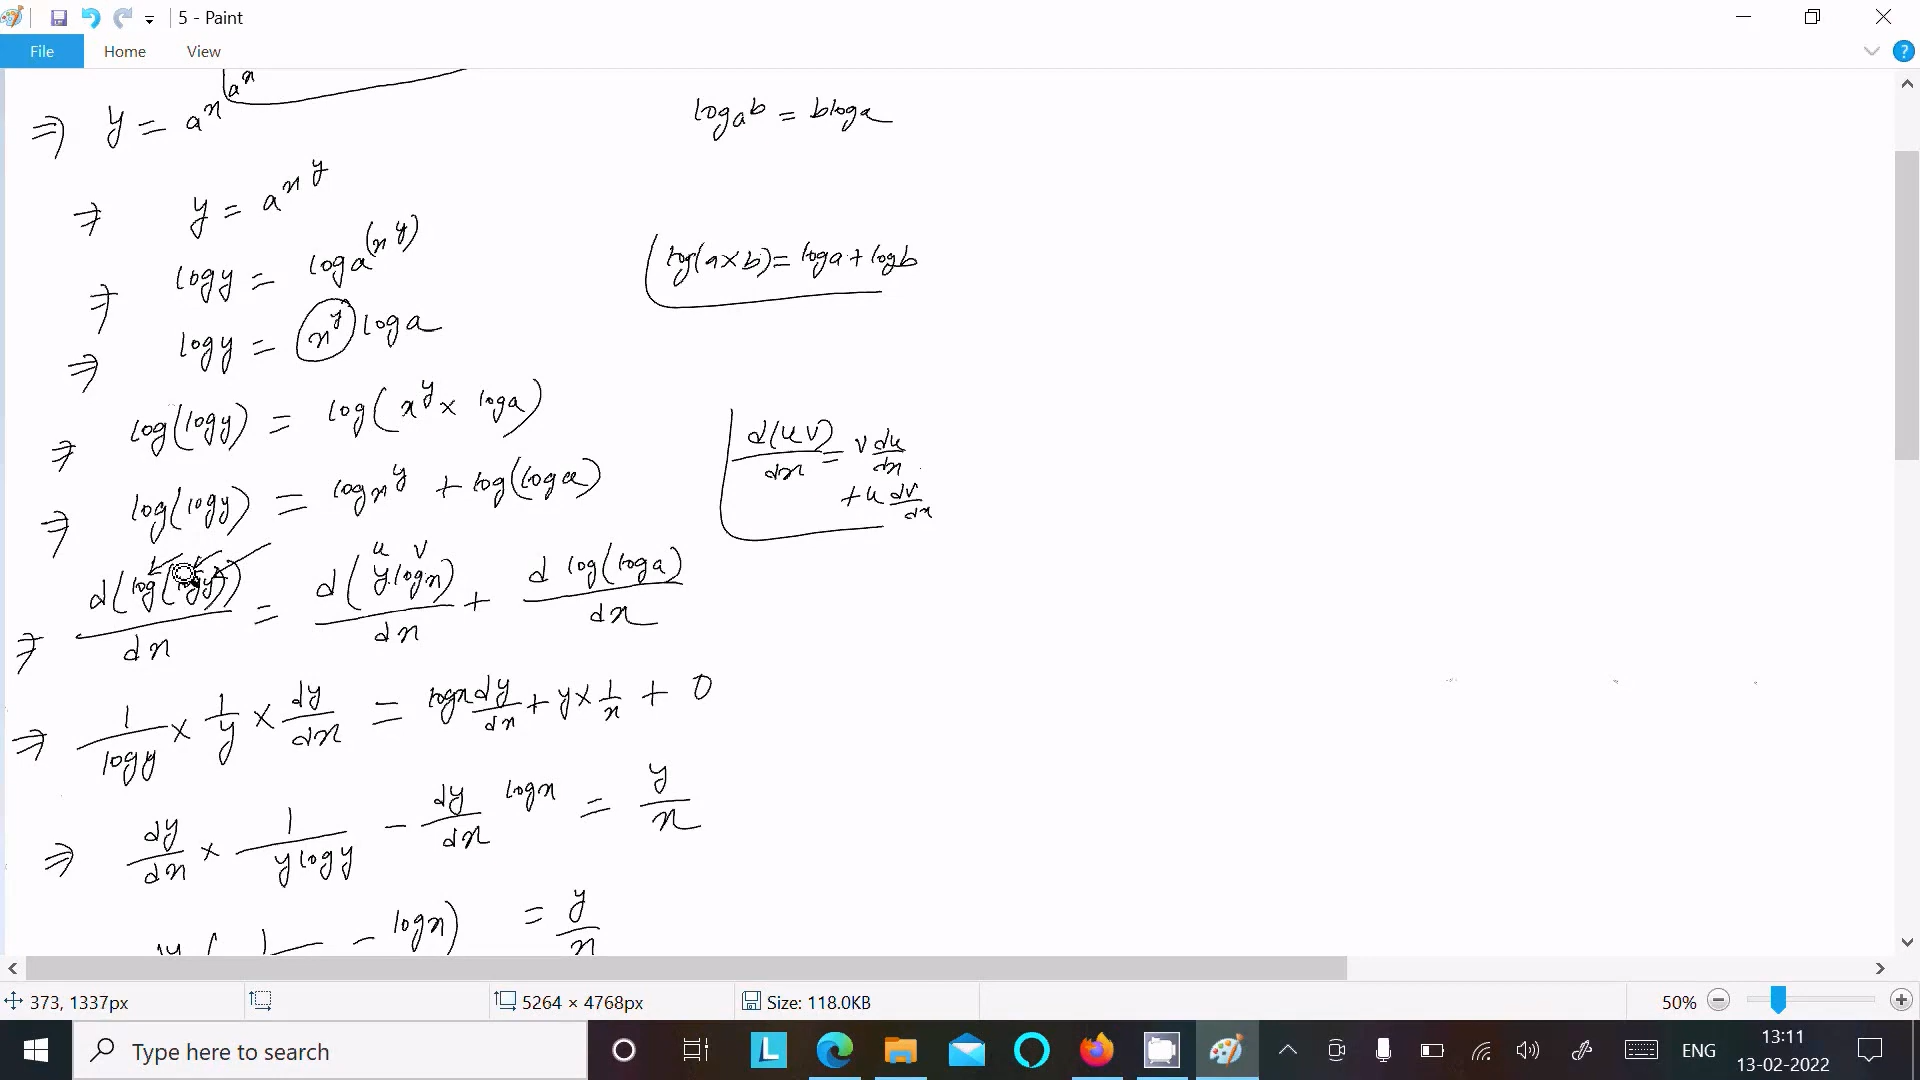 5 - Paint
File Home View
⇒ y = a^x^a^x
log a^b = b log a
⇒ y = a^x^y
⇒ log y = log a^(x^y)
log(a×b) = log a + log b
⇒ log y = x^y log a
⇒ log(log y) = log(x^y × log a)
d(uv)/dx = v du/dx + u dv/dx
⇒ log(log y) = log x^y + log(log a)
u v
⇒ d(log(log y))/dx = d(y.log x)/dx + d log(log a)/dx
⇒ 1/log y × 1/y × dy/dx = log x dy/dx + y × 1/x + 0
⇒ dy/dx × 1/y log y - dy/dx log x = y/x
- log x) = y/x
373, 1337px 5264 × 4768px Size: 118.0KB 50%
Type here to search L ENG 13:11
13-02-2022